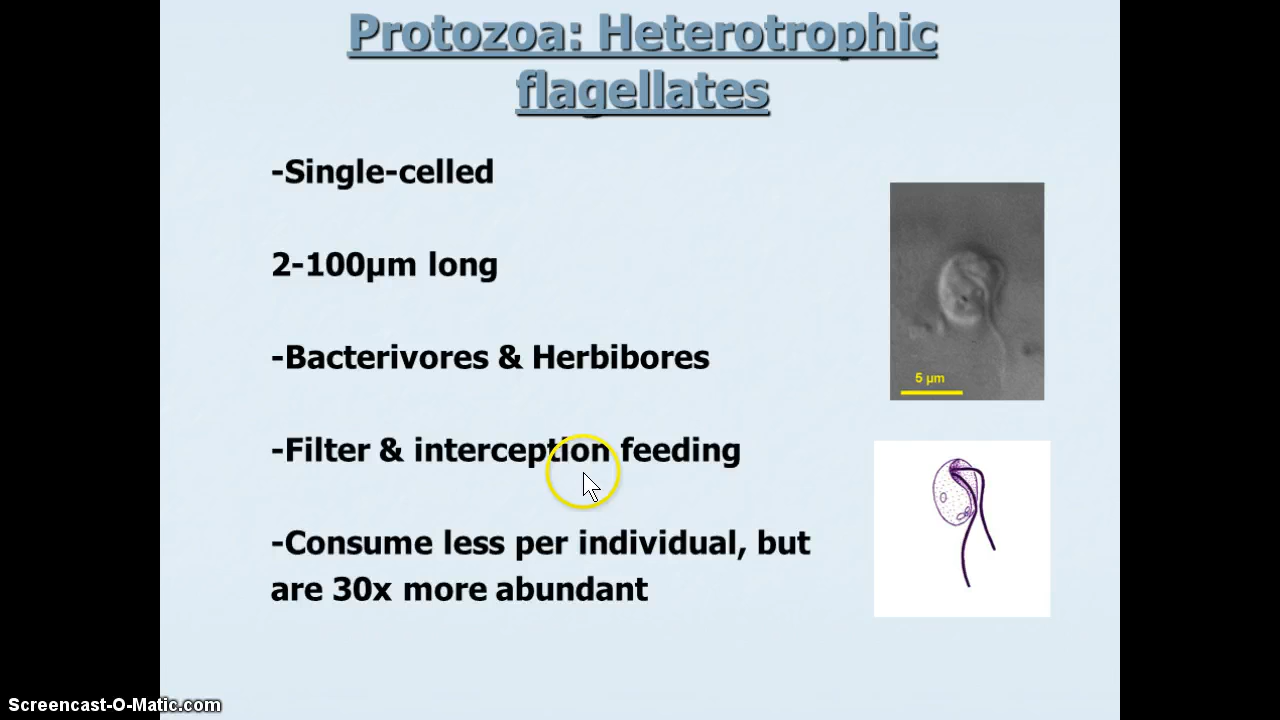 Protozoa: Heterotrophic
flagellates
-Single-celled
2-100µm long
-Bacterivores & Herbibores
-Filter & interception feeding
-Consume less per individual, but
are 30x more abundant
5 µm
Screencast-O-Matic.com